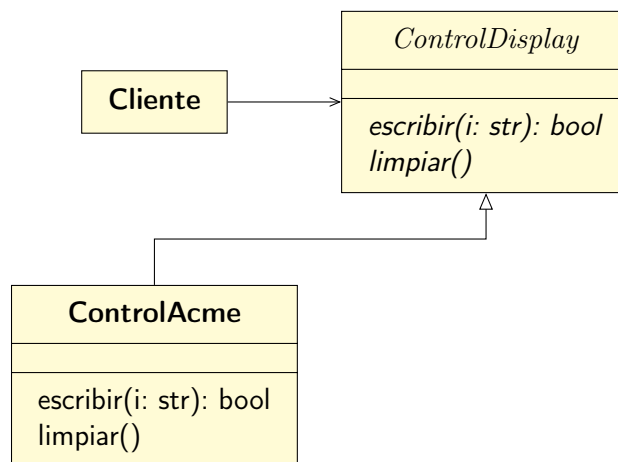 ControlDisplay
Cliente
escribir(i: str): bool
limpiar()
ControlAcme
escribir(i: str): bool
limpiar()